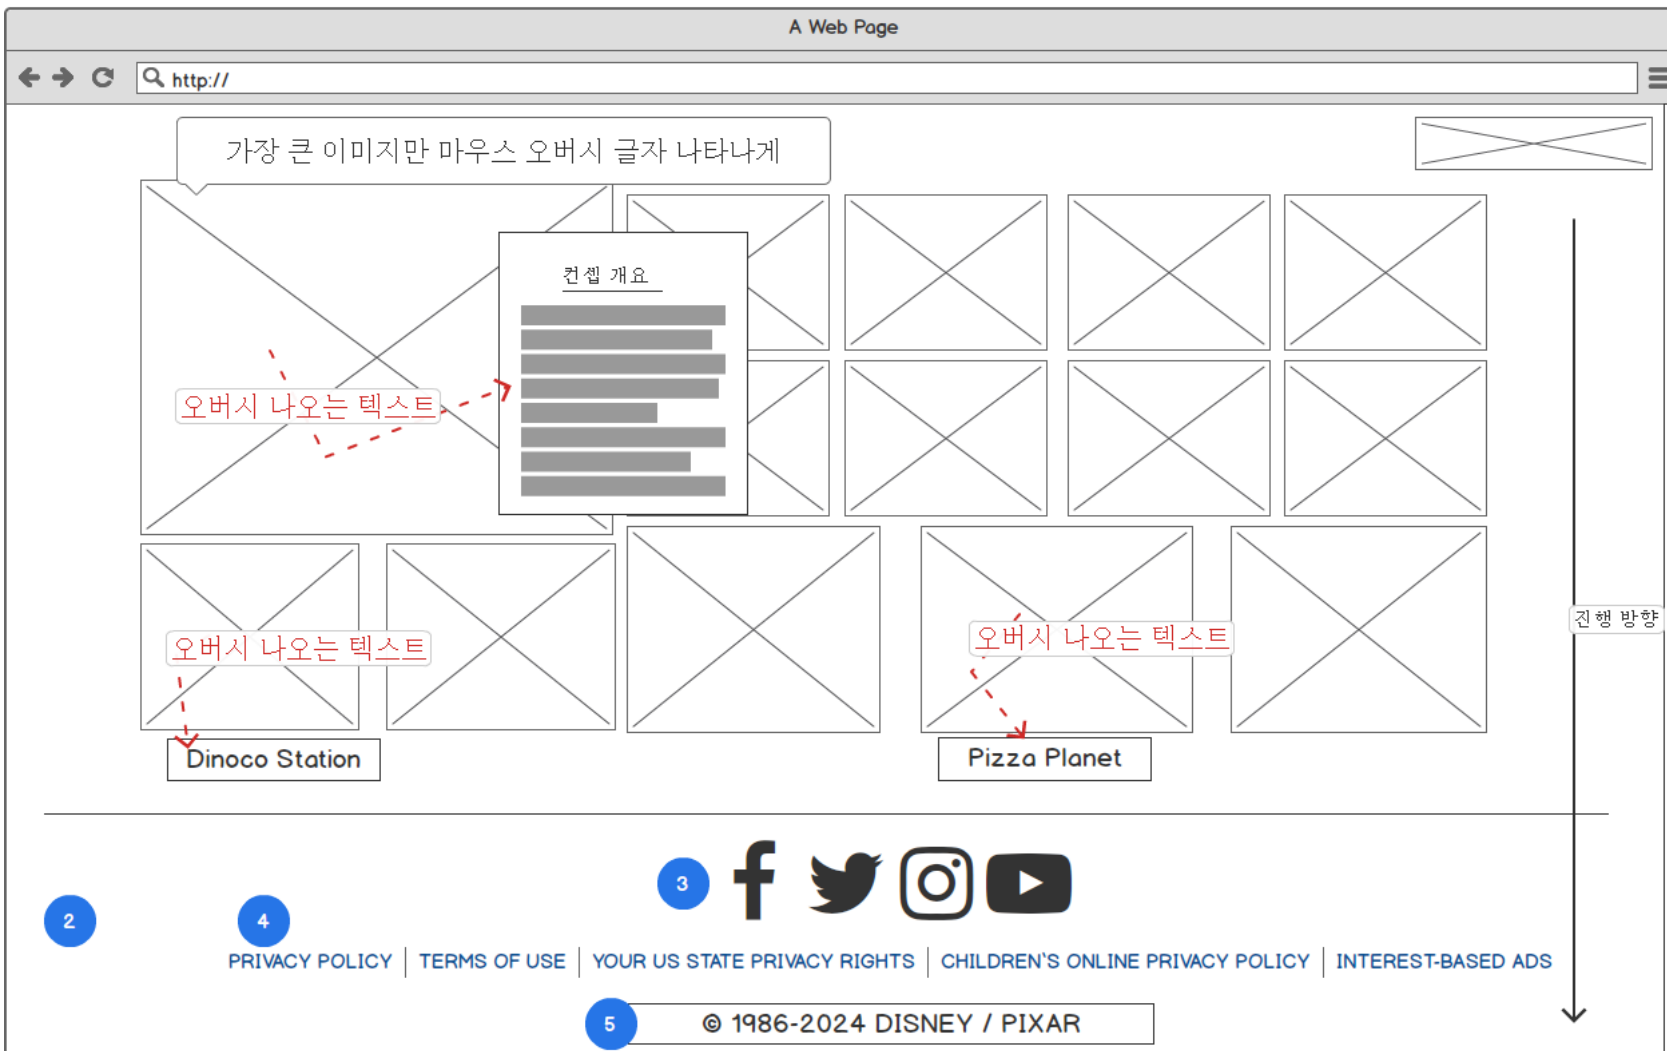 A Web Page
http://
가장 큰 이미지만 마우스 오버시 글자 나타나게
컨셉 개요
오버시 나오는 텍스트
오버시 나오는 텍스트
오버시 나오는 텍스트
진행 방향
Dinoco Station
Pizza Planet
3
2
4
PRIVACY POLICY | TERMS OF USE | YOUR US STATE PRIVACY RIGHTS | CHILDREN'S ONLINE PRIVACY POLICY | INTEREST-BASED ADS
5
© 1986-2024 DISNEY / PIXAR